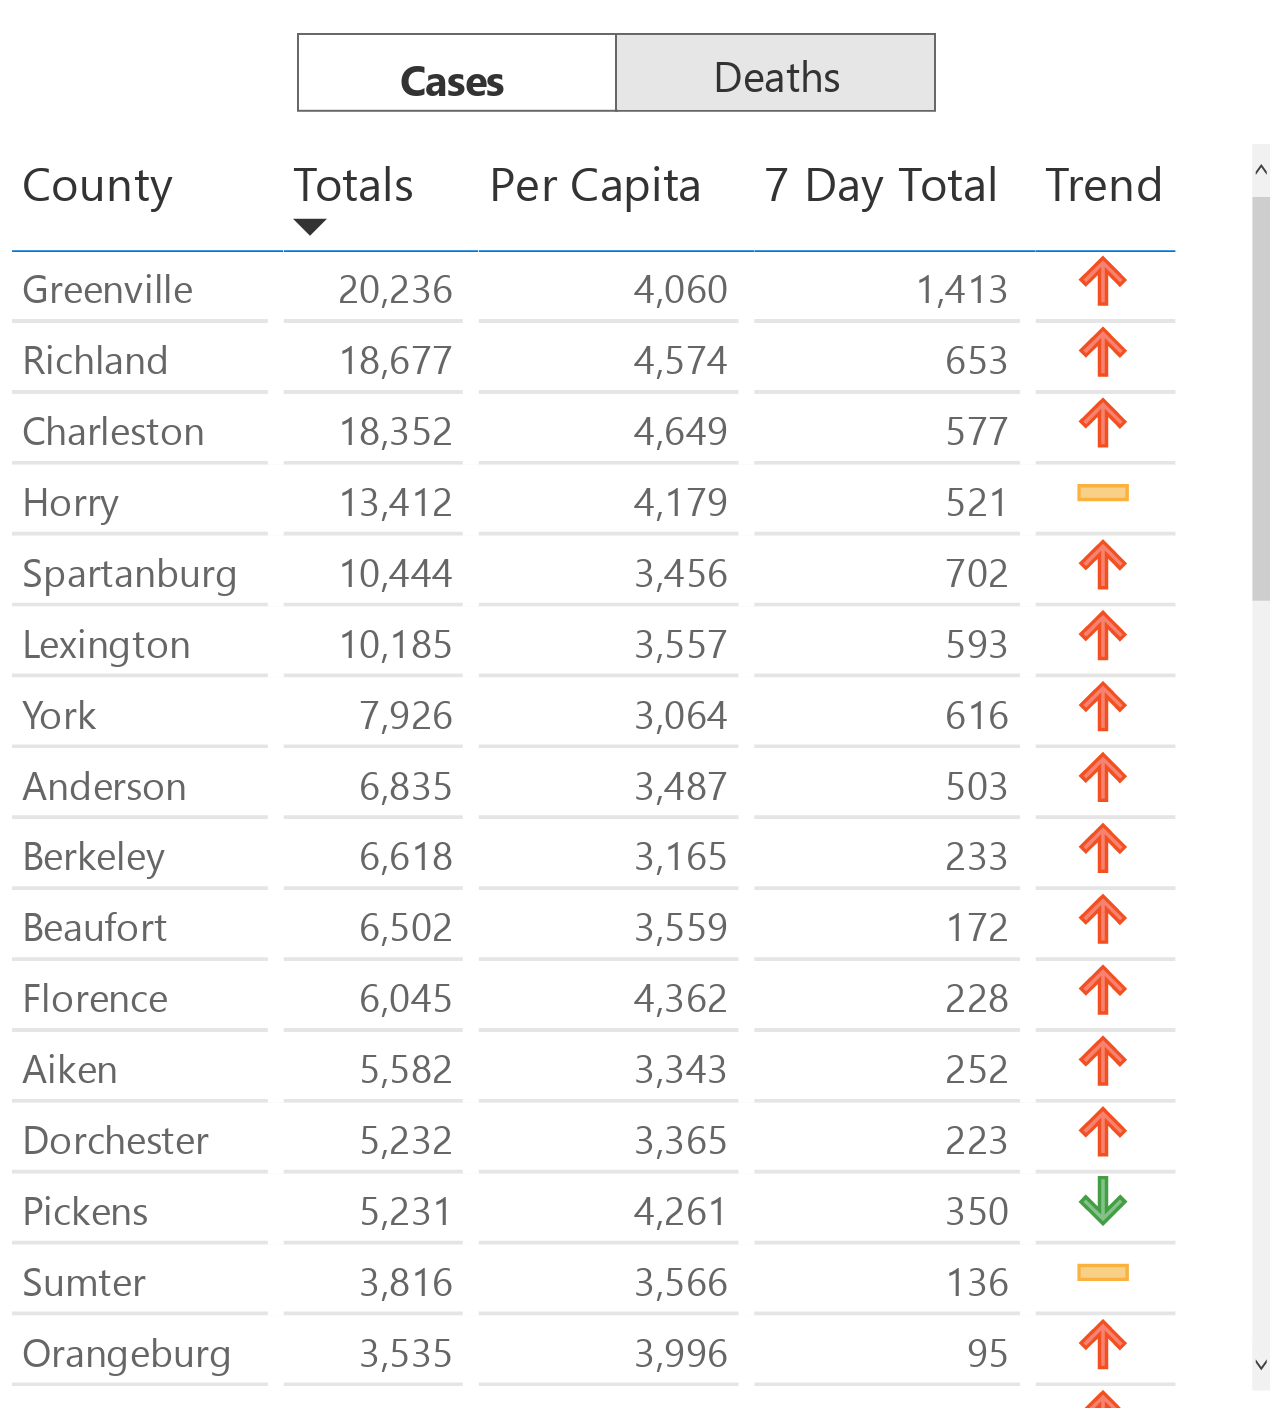 Cases Deaths
County Totals Per Capita 7 Day Total Trend
Greenville 20,236 4,060 1,413
Richland 18,677 4,574 653
Charleston 18,352 4,649 577
Horry 13,412 4,179 521
Spartanburg 10,444 3,456 702
Lexington 10,185 3,557 593
York 7,926 3,064 616
Anderson 6,835 3,487 503
Berkeley 6,618 3,165 233
Beaufort 6,502 3,559 172
Florence 6,045 4,362 228
Aiken 5,582 3,343 252
Dorchester 5,232 3,365 223
Pickens 5,231 4,261 350
Sumter 3,816 3,566 136
Orangeburg 3,535 3,996 95